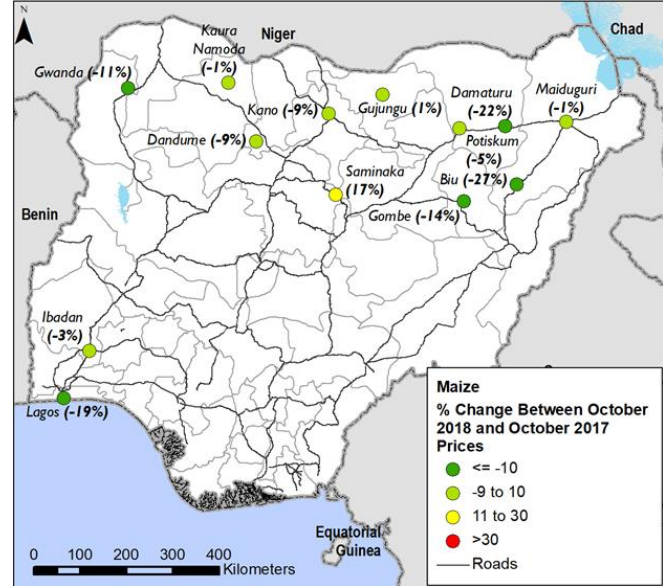 N
Niger
Chad
Kaura
Namoda
(-1%)
Gwanda (-11%)
Kano (-9%)
Gujungu (1%)
Damaturu
(-22%)
Maiduguri
(-1%)
Dandume (-9%)
Potiskum
(-5%)
Saminaka
(17%)
Biu (-27%)
Gombe (-14%)
Benin
Ibadan
(-3%)
Lagos (-19%)
Equatorial
Guinea
0 50 100 200 300 400
Kilometers
Maize
% Change Between October
2018 and October 2017
Prices
<= -10
-9 to 10
11 to 30
>30
Roads